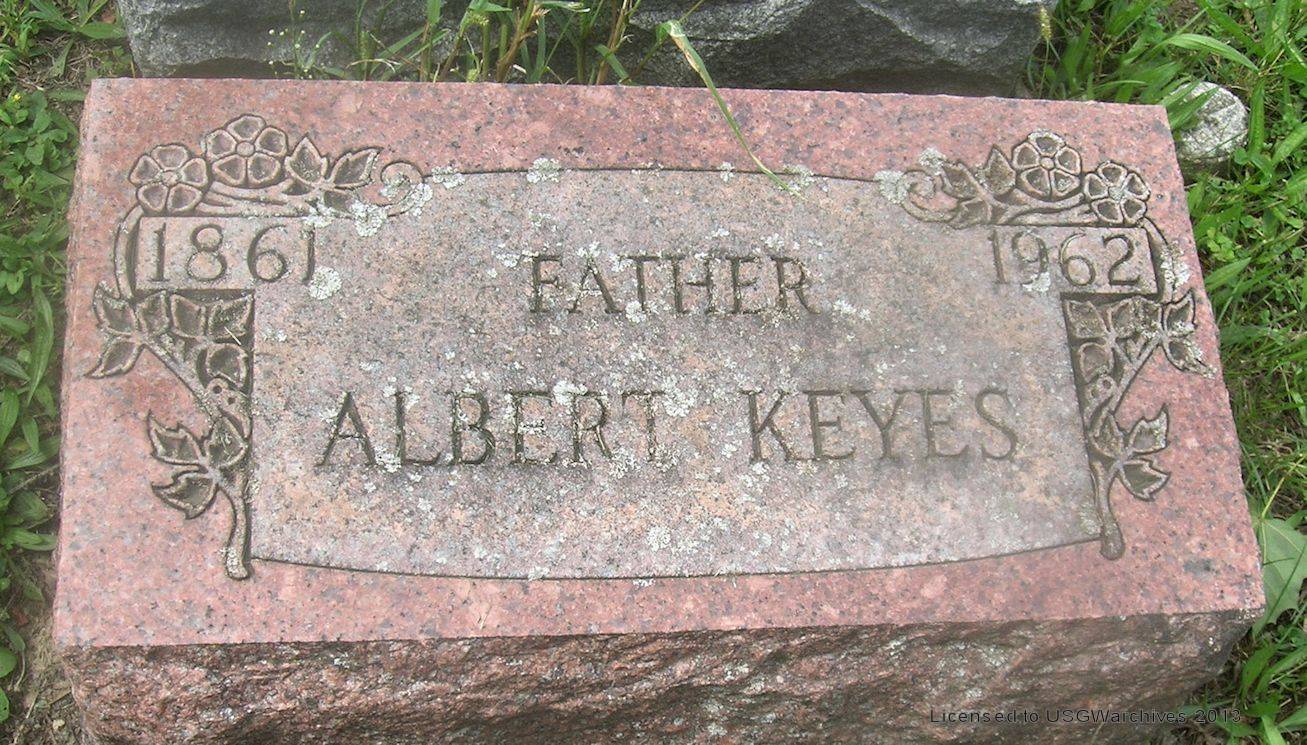 1861 1962
FATHER
ALBERT KEYES
Licensed to USGWarchives 2013